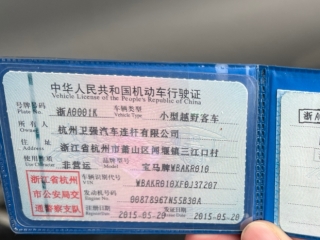 中华人民共和国机动车行驶证
Vehicle License of the People's Republic of China
号牌号码 浙A0001K 车辆类型 小型越野客车
Plate No. Vehicle Type
所有人 杭州卫强汽车连杆有限公司
Owner
住址 浙江省杭州市萧山区闻堰镇三江口村
Address
使用性质 非营运 品牌型号 宝马牌WBAKR010
Use Character Model
浙江省杭州
市公安局交
通警察支队
车辆识别代号 WBAKR010XF0J37207
VIN
发动机号码 00878967N55B30A
Engine No.
注册日期 2015-05-20 发证日期 2015-05-20
Register Date Issue Date